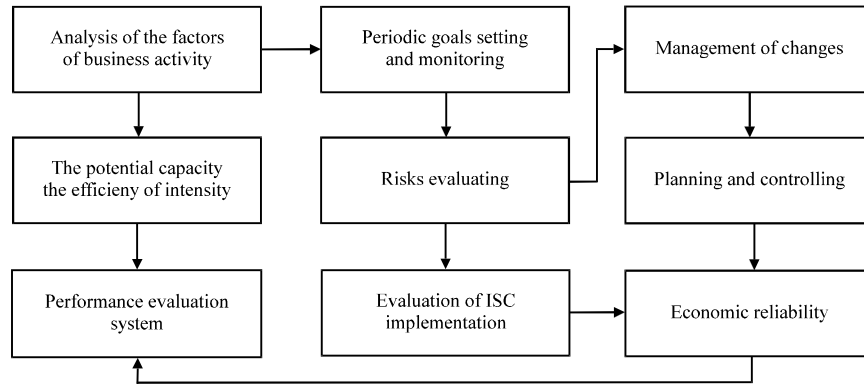 Analysis of the factors
of business activity
Periodic goals setting
and monitoring
Management of changes
The potential capacity
the efficieny of intensity
Risks evaluating
Planning and controlling
Performance evaluation
system
Evaluation of ISC
implementation
Economic reliability